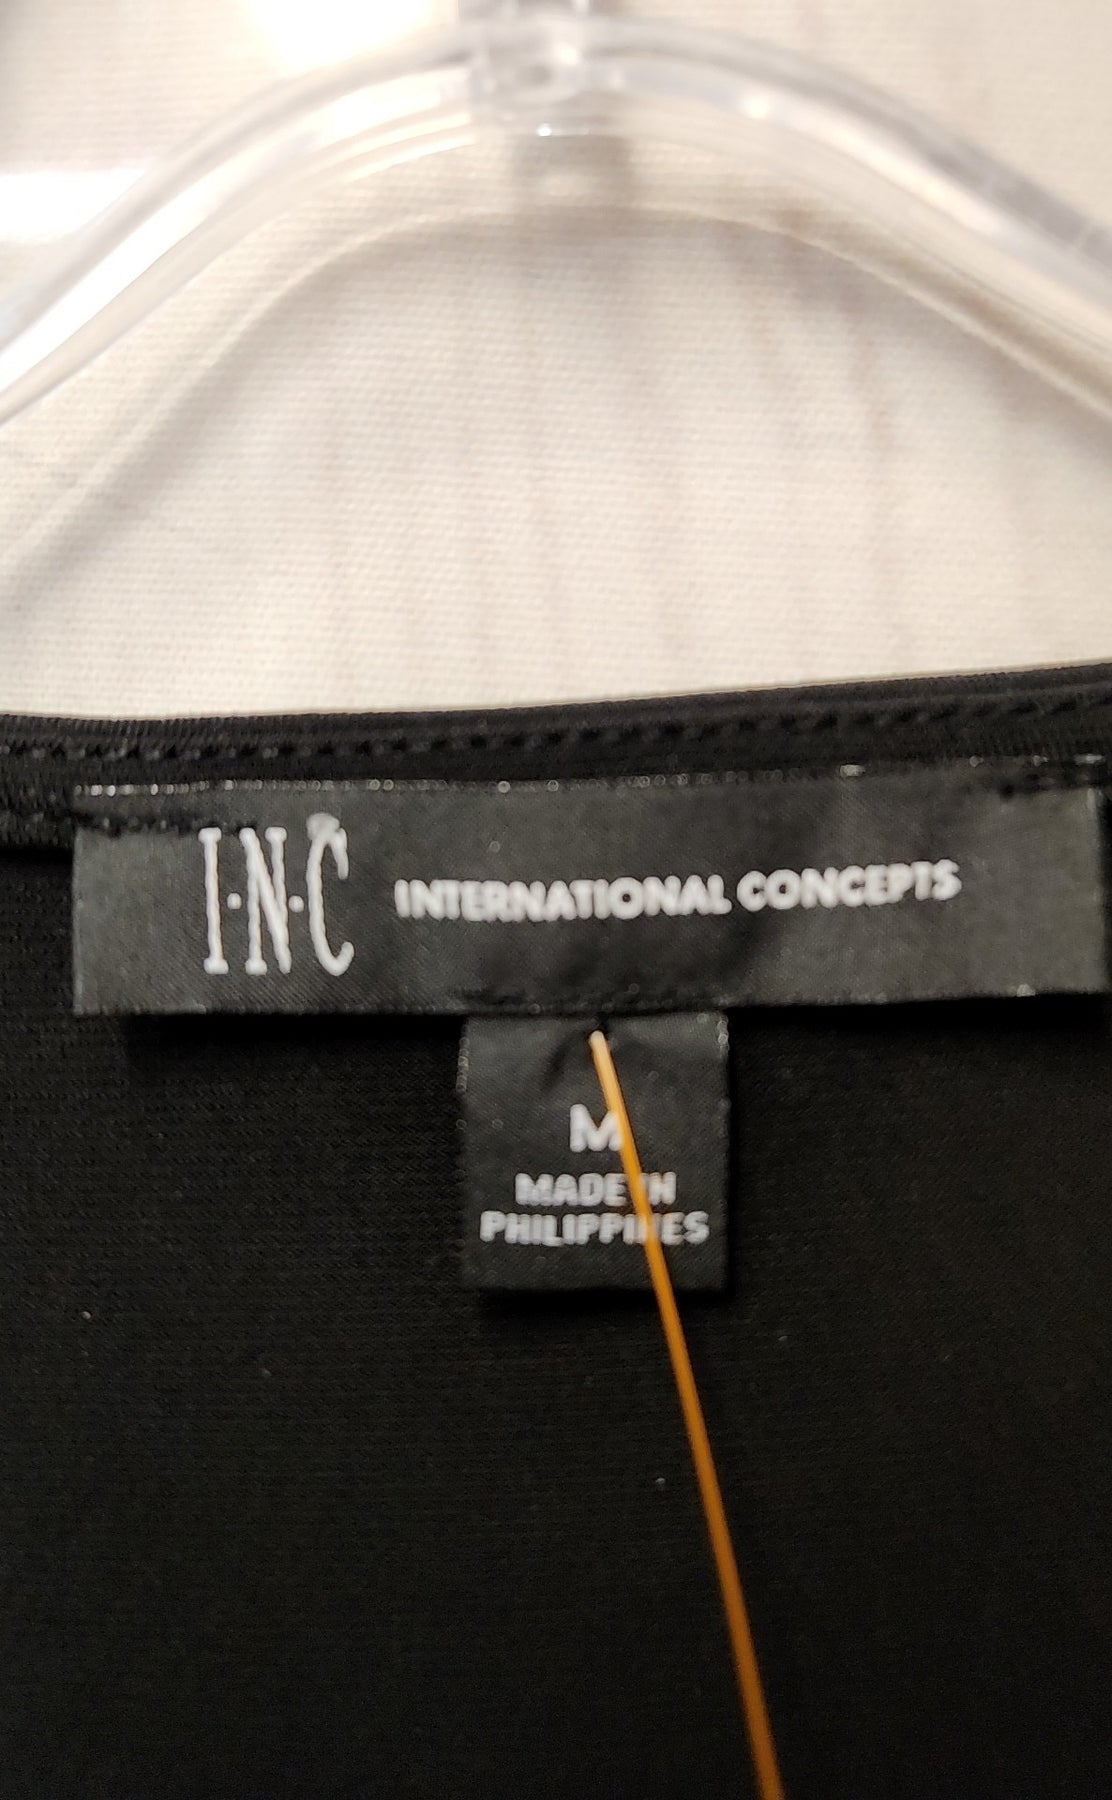 I·N·C INTERNATIONAL CONCEPTS
M
MADE IN
PHILIPPINES